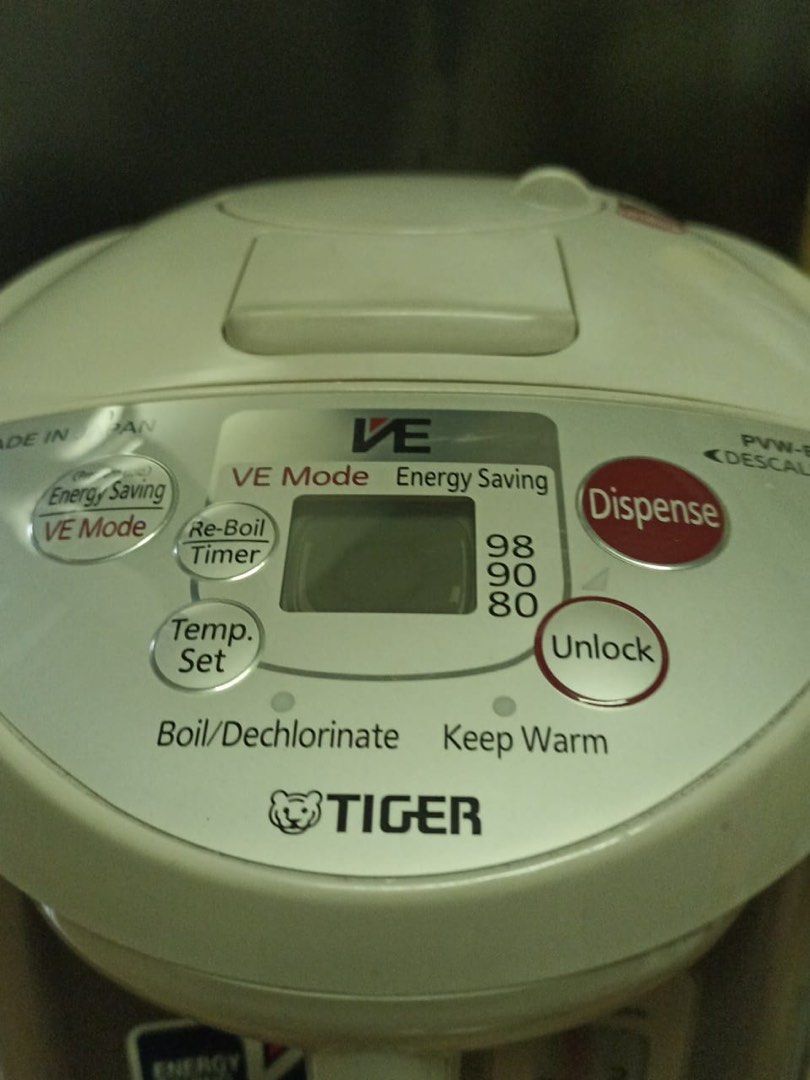 VE
VE Mode Energy Saving
Energy Saving
VE Mode
Re-Boil
Timer
98
90
80
Dispense
Temp.
Set
Unlock
Boil/Dechlorinate Keep Warm
TIGER
ENERGY